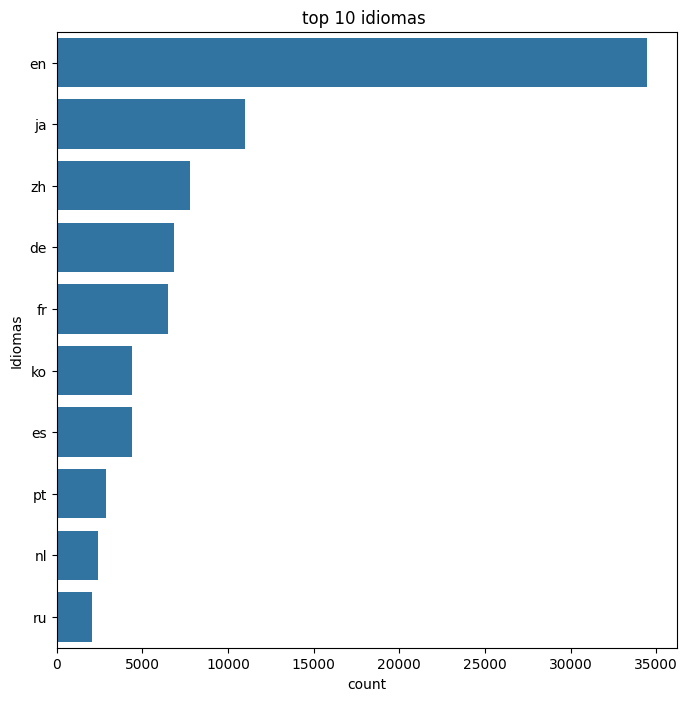 top 10 idiomas
en
ja
zh
de
fr
ko
es
pt
nl
ru
Idiomas
0 5000 10000 15000 20000 25000 30000 35000
count